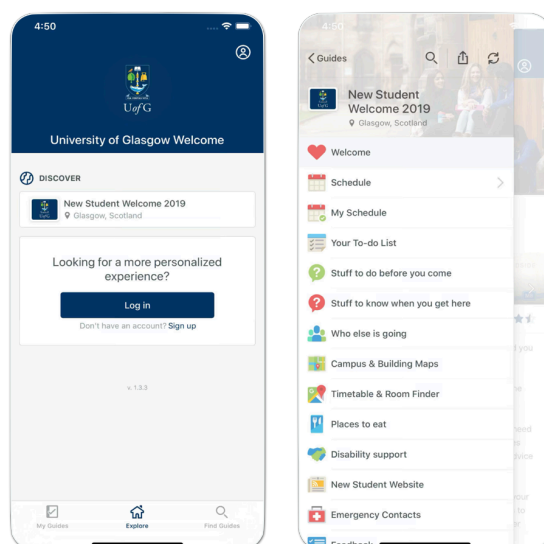 4:50
UofG
University of Glasgow Welcome
DISCOVER
New Student Welcome 2019
Glasgow, Scotland
Looking for a more personalized
experience?
Log in
Don't have an account? Sign up
v. 1.3.3
My Guides
Explore
Find Guides
4:50
Guides
New Student
Welcome 2019
Glasgow, Scotland
Welcome
Schedule
My Schedule
Your To-do List
Stuff to do before you come
Stuff to know when you get here
Who else is going
Campus & Building Maps
Timetable & Room Finder
Places to eat
Disability support
New Student Website
Emergency Contacts
Feedback